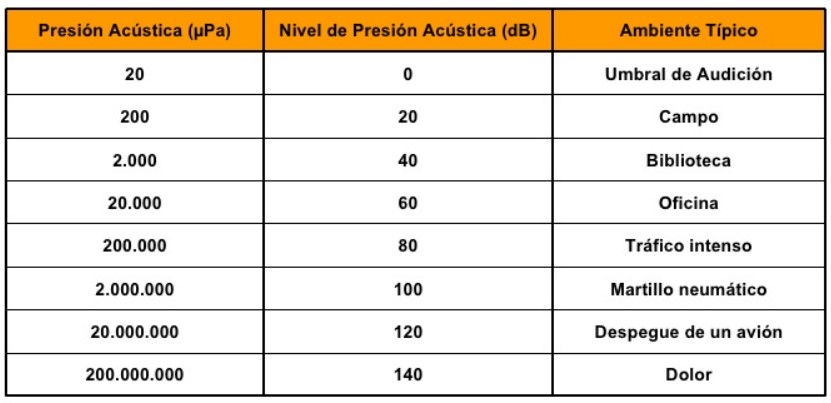 Presión Acústica (µPa) Nivel de Presión Acústica (dB) Ambiente Típico
20 0 Umbral de Audición
200 20 Campo
2.000 40 Biblioteca
20.000 60 Oficina
200.000 80 Tráfico intenso
2.000.000 100 Martillo neumático
20.000.000 120 Despegue de un avión
200.000.000 140 Dolor